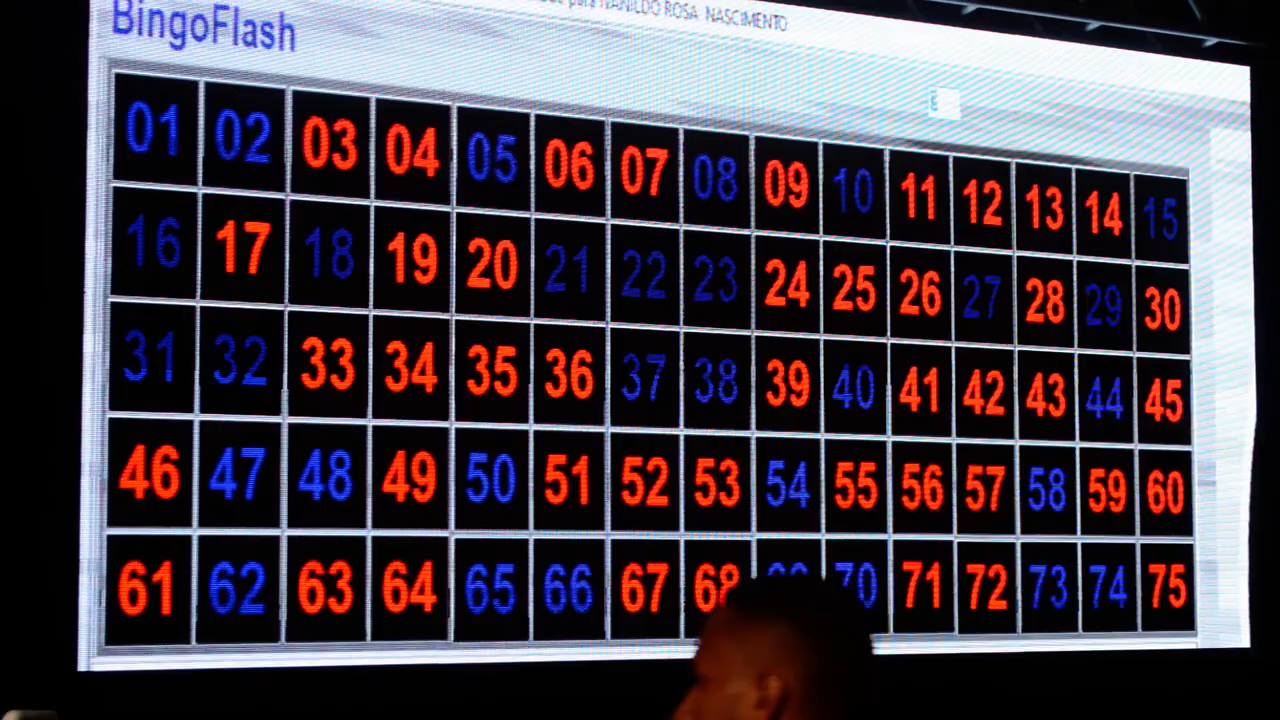 para IVANILDO ROSA NASCIMENTO
BingoFlash
01 02 03 04 05 06 07 08 09 10 11 12 13 14 15
16 17 18 19 20 21 22 23 24 25 26 27 28 29 30
31 32 33 34 35 36 37 38 39 40 41 42 43 44 45
46 47 48 49 50 51 52 53 54 55 56 57 58 59 60
61 62 63 64 65 66 67 68 69 70 71 72 73 74 75